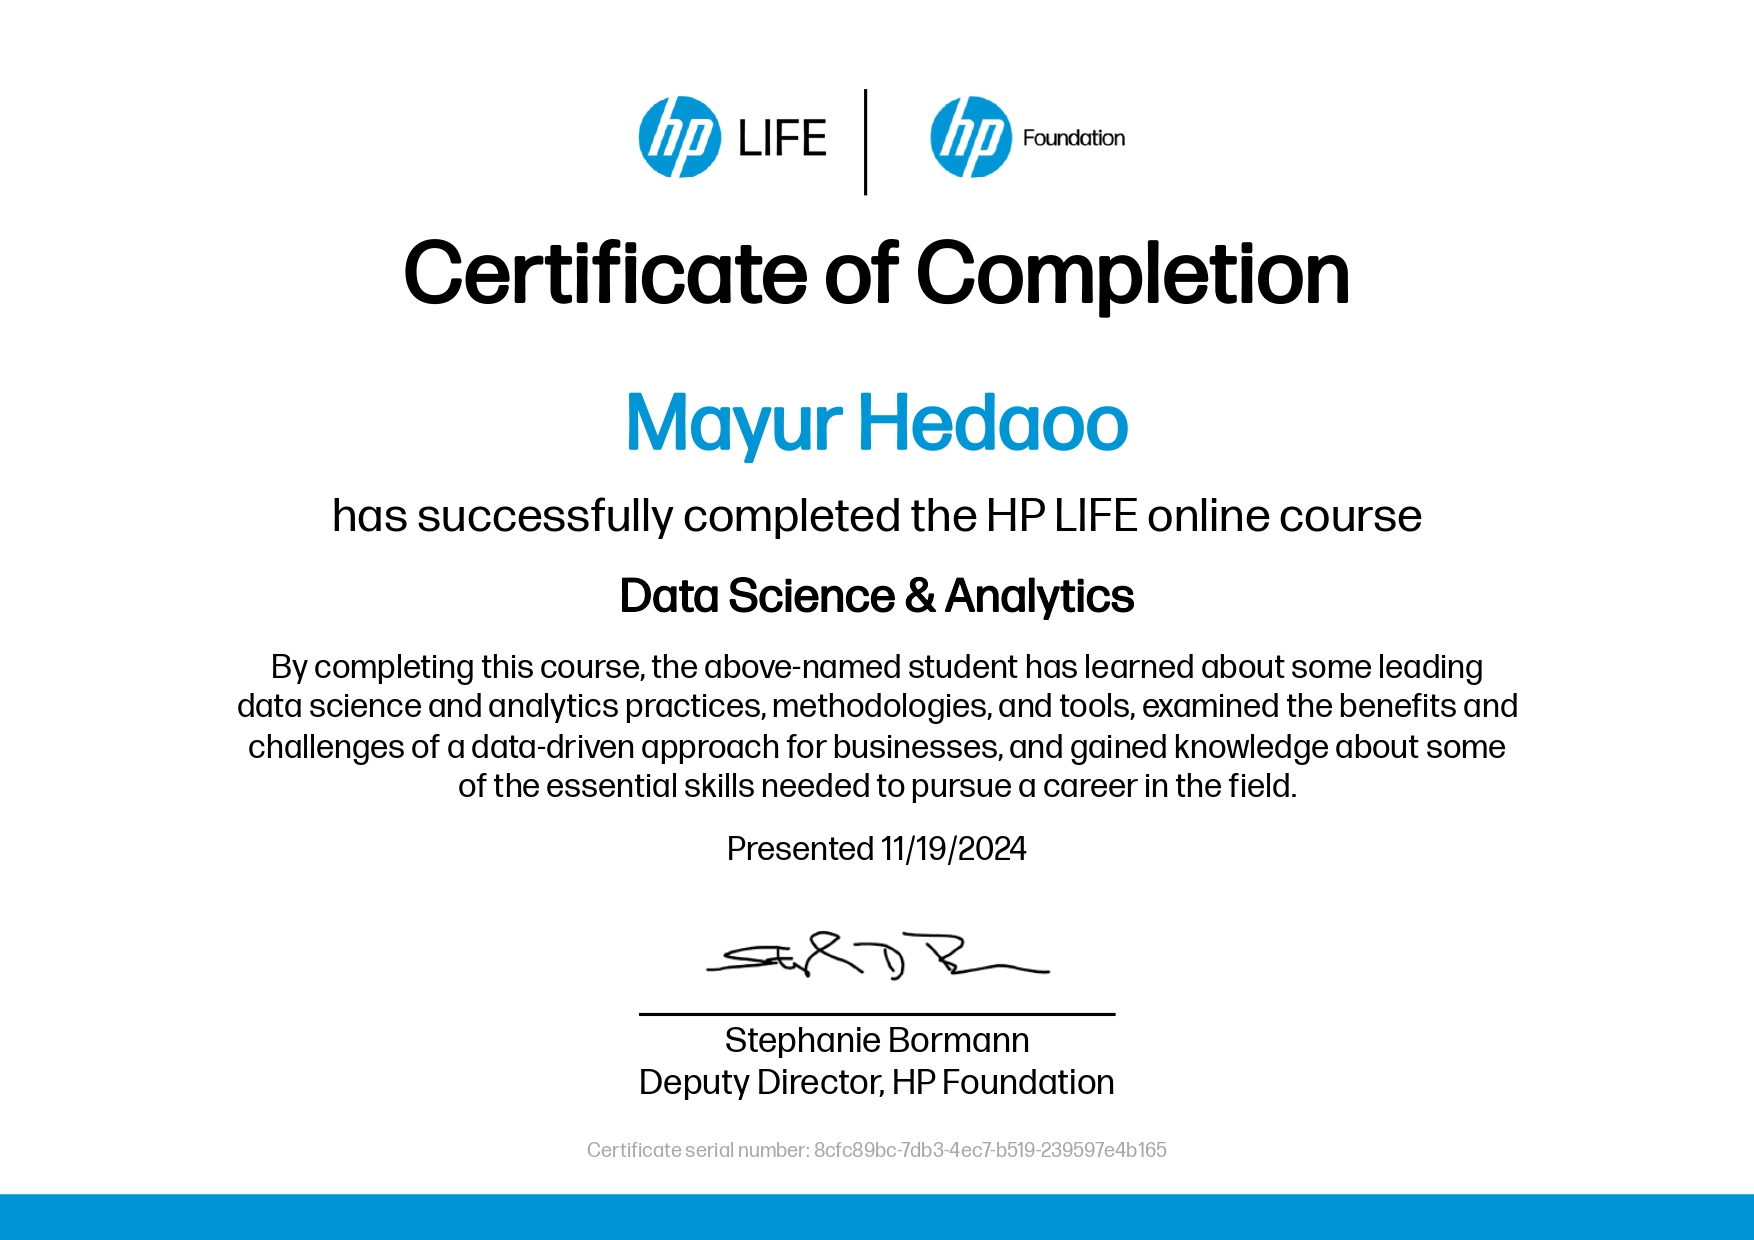 hp LIFE
hp Foundation
Certificate of Completion
Mayur Hedaoo
has successfully completed the HP LIFE online course
Data Science & Analytics
By completing this course, the above-named student has learned about some leading
data science and analytics practices, methodologies, and tools, examined the benefits and
challenges of a data-driven approach for businesses, and gained knowledge about some
of the essential skills needed to pursue a career in the field.
Presented 11/19/2024
Stephanie Bormann
Deputy Director, HP Foundation
Certificate serial number: 8cfc89bc-7db3-4ec7-b519-239597e4b165